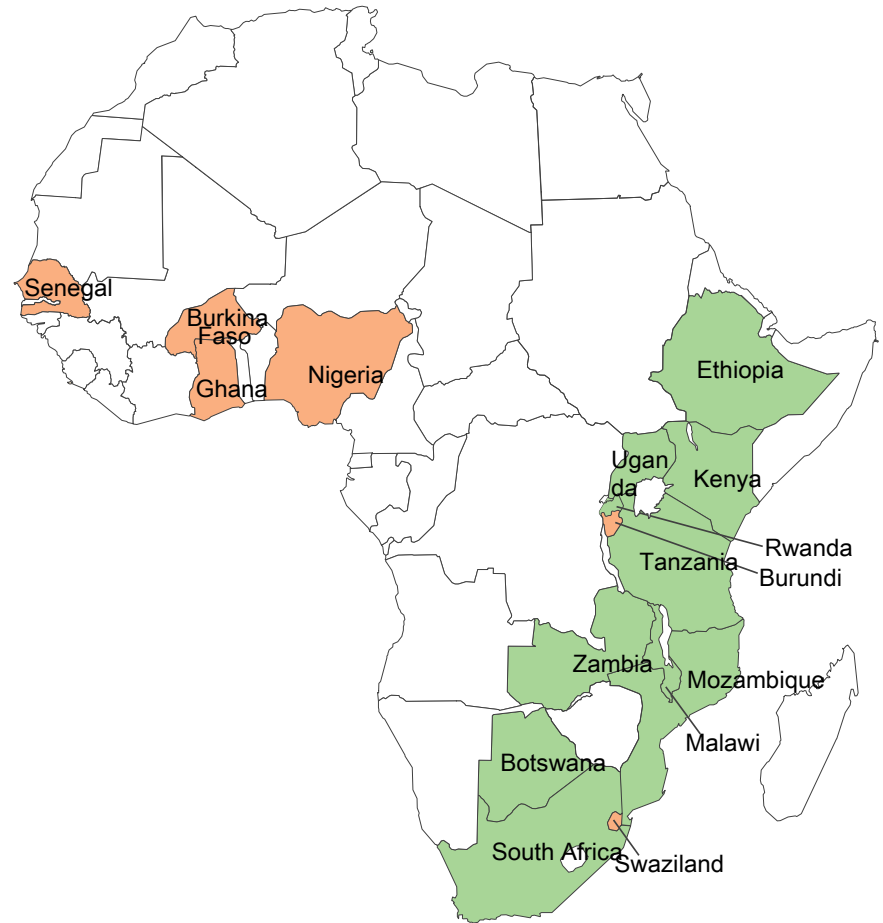 Senegal
Burkina
Faso
Ghana
Nigeria
Ethiopia
Ugan
da
Kenya
Rwanda
Tanzania
Burundi
Zambia
Mozambique
Malawi
Botswana
South Africa
Swaziland